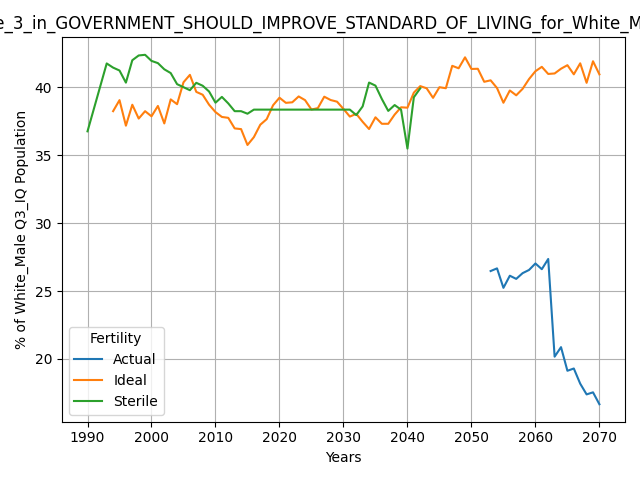 e_3_in_GOVERNMENT_SHOULD_IMPROVE_STANDARD_OF_LIVING_for_White_M
% of White_Male Q3_IQ Population
40
35
30
25
20
Fertility
Actual
Ideal
Sterile
1990 2000 2010 2020 2030 2040 2050 2060 2070
Years